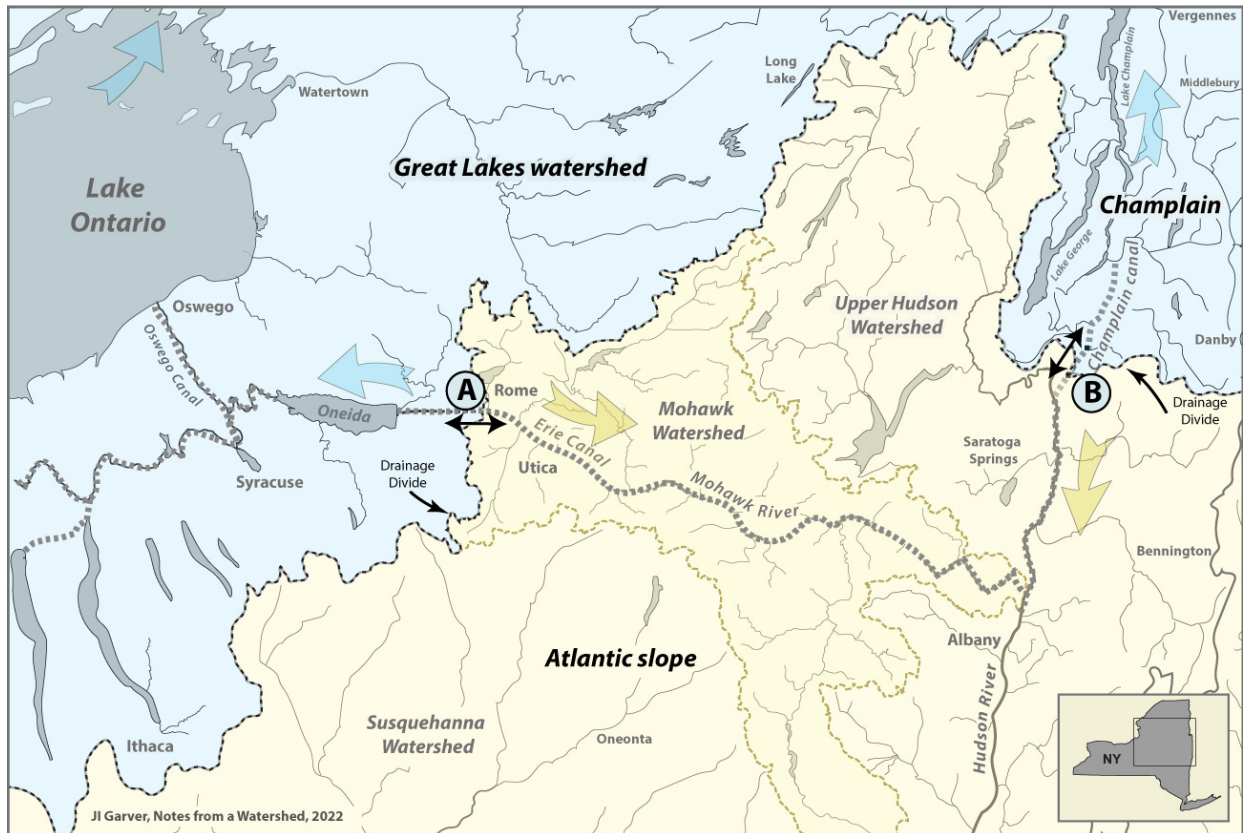 Vergennes
Lake Champlain
Long
Lake
Watertown
Middlebury
Great Lakes watershed
Lake
Ontario
Champlain
Lake George
Champlain canal
Oswego
Oswego Canal
Upper Hudson
Watershed
Danby
A
Rome
B
Oneida
Mohawk
Watershed
Drainage
Divide
Erie Canal
Saratoga
Springs
Utica
Syracuse
Drainage
Divide
Mohawk River
Bennington
Albany
Atlantic slope
Susquehanna
Watershed
Oneonta
Hudson River
Ithaca
NY
JI Garver, Notes from a Watershed, 2022